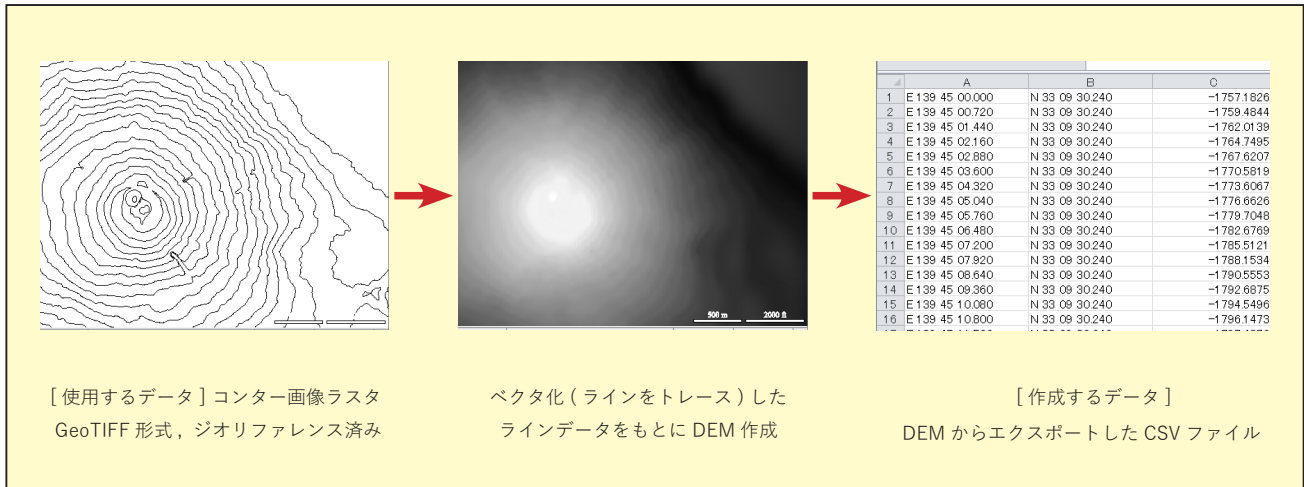 500 m 2000 ft
A B C
1 E 139 45 00.000 N 33 09 30.240 -1757.1826
2 E 139 45 00.720 N 33 09 30.240 -1759.4844
3 E 139 45 01.440 N 33 09 30.240 -1762.0139
4 E 139 45 02.160 N 33 09 30.240 -1764.7495
5 E 139 45 02.880 N 33 09 30.240 -1767.6207
6 E 139 45 03.600 N 33 09 30.240 -1770.5819
7 E 139 45 04.320 N 33 09 30.240 -1773.6067
8 E 139 45 05.040 N 33 09 30.240 -1776.6626
9 E 139 45 05.760 N 33 09 30.240 -1779.7048
10 E 139 45 06.480 N 33 09 30.240 -1782.6769
11 E 139 45 07.200 N 33 09 30.240 -1785.5121
12 E 139 45 07.920 N 33 09 30.240 -1788.1534
13 E 139 45 08.640 N 33 09 30.240 -1790.5553
14 E 139 45 09.360 N 33 09 30.240 -1792.6875
15 E 139 45 10.080 N 33 09 30.240 -1794.5496
16 E 139 45 10.800 N 33 09 30.240 -1796.1473
[ 使用するデータ ] コンター画像ラスタ
GeoTIFF 形式 , ジオリファレンス済み
ベクタ化 ( ラインをトレース ) した
ラインデータをもとに DEM 作成
[ 作成するデータ ]
DEM からエクスポートした CSV ファイル